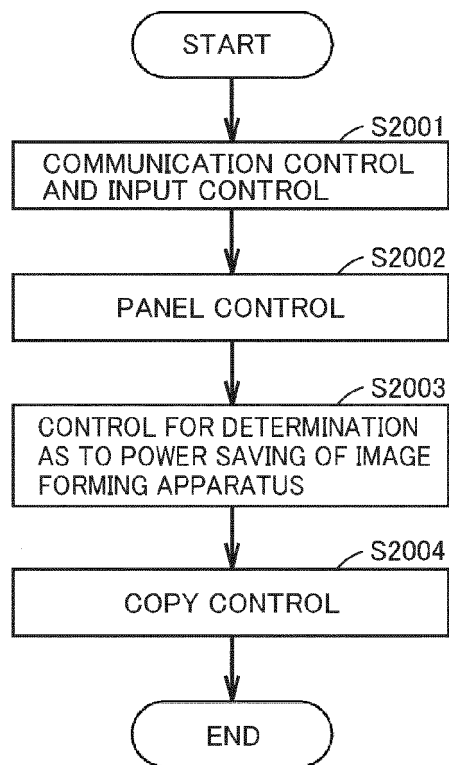 START
S2001
COMMUNICATION CONTROL
AND INPUT CONTROL
S2002
PANEL CONTROL
S2003
CONTROL FOR DETERMINATION
AS TO POWER SAVING OF IMAGE
FORMING APPARATUS
S2004
COPY CONTROL
END